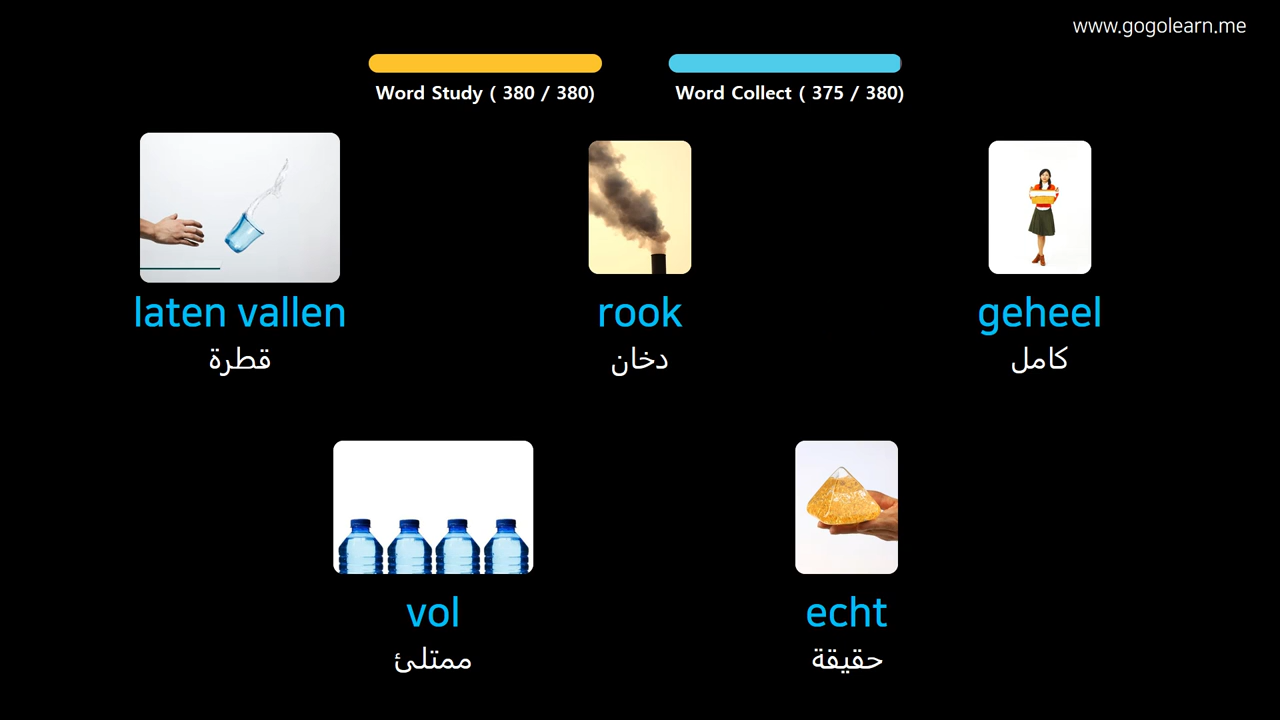 www.gogolearn.me
Word Study ( 380 / 380)
Word Collect ( 375 / 380)
laten vallen
قطرة
rook
دخان
geheel
كامل
vol
ممتلئ
echt
حقيقة